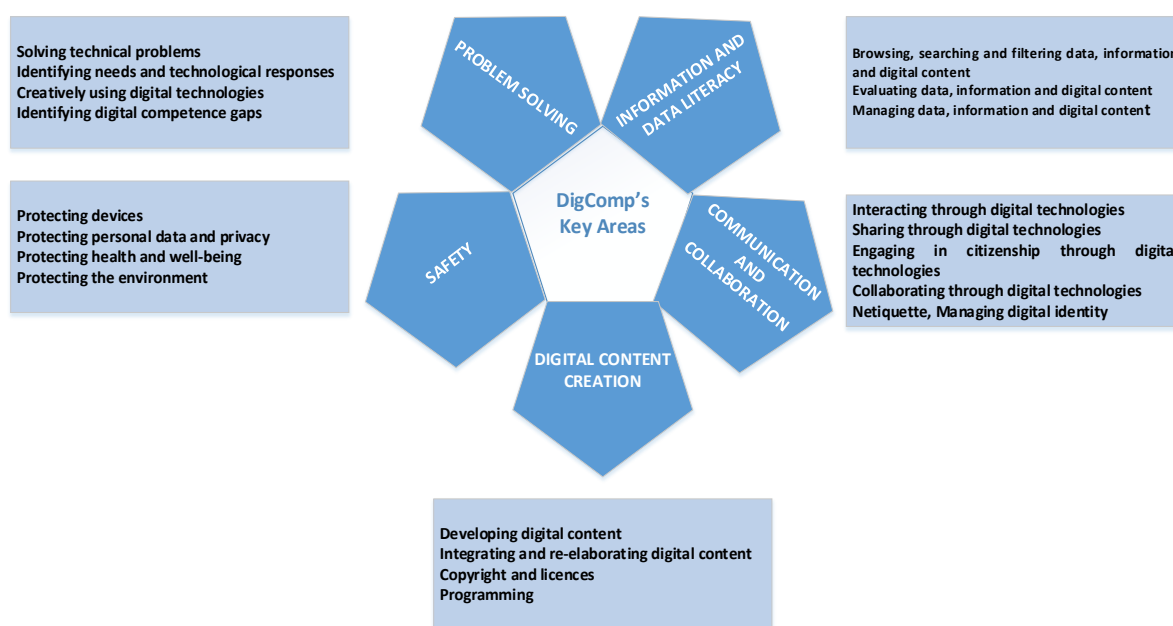 Solving technical problems
Identifying needs and technological responses
Creatively using digital technologies
Identifying digital competence gaps
PROBLEM SOLVING
INFORMATION AND
DATA LITERACY
Browsing, searching and filtering data, information
and digital content
Evaluating data, information and digital content
Managing data, information and digital content
DigComp's
Key Areas
Protecting devices
Protecting personal data and privacy
Protecting health and well-being
Protecting the environment
SAFETY
COMMUNICATION
AND
COLLABORATION
Interacting through digital technologies
Sharing through digital technologies
Engaging in citizenship through digital
technologies
Collaborating through digital technologies
Netiquette, Managing digital identity
DIGITAL CONTENT
CREATION
Developing digital content
Integrating and re-elaborating digital content
Copyright and licences
Programming